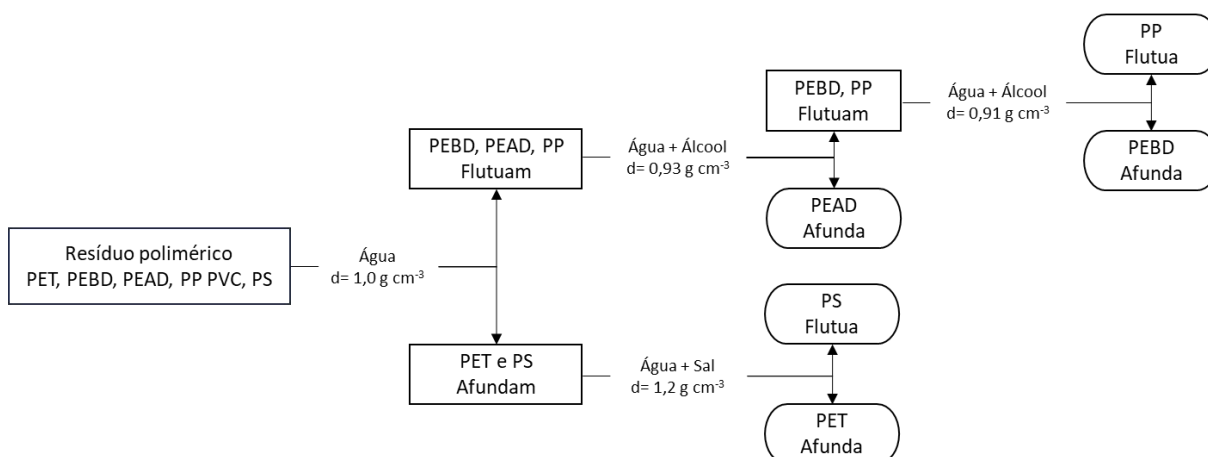 Resíduo polimérico
PET, PEBD, PEAD, PP PVC, PS
Água
d= 1,0 g cm⁻³
PEBD, PEAD, PP
Flutuam
Água + Álcool
d= 0,93 g cm⁻³
PEBD, PP
Flutuam
Água + Álcool
d= 0,91 g cm⁻³
PP
Flutua
PEBD
Afunda
PEAD
Afunda
PET e PS
Afundam
Água + Sal
d= 1,2 g cm⁻³
PS
Flutua
PET
Afunda